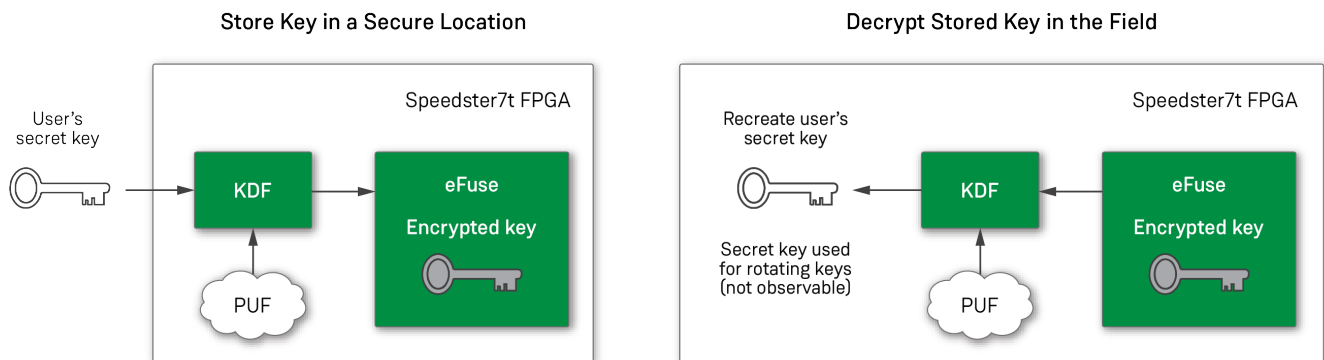 Store Key in a Secure Location
Speedster7t FPGA
User's
secret key
KDF
eFuse
Encrypted key
PUF
Decrypt Stored Key in the Field
Speedster7t FPGA
Recreate user's
secret key
KDF
eFuse
Encrypted key
Secret key used
for rotating keys
(not observable)
PUF